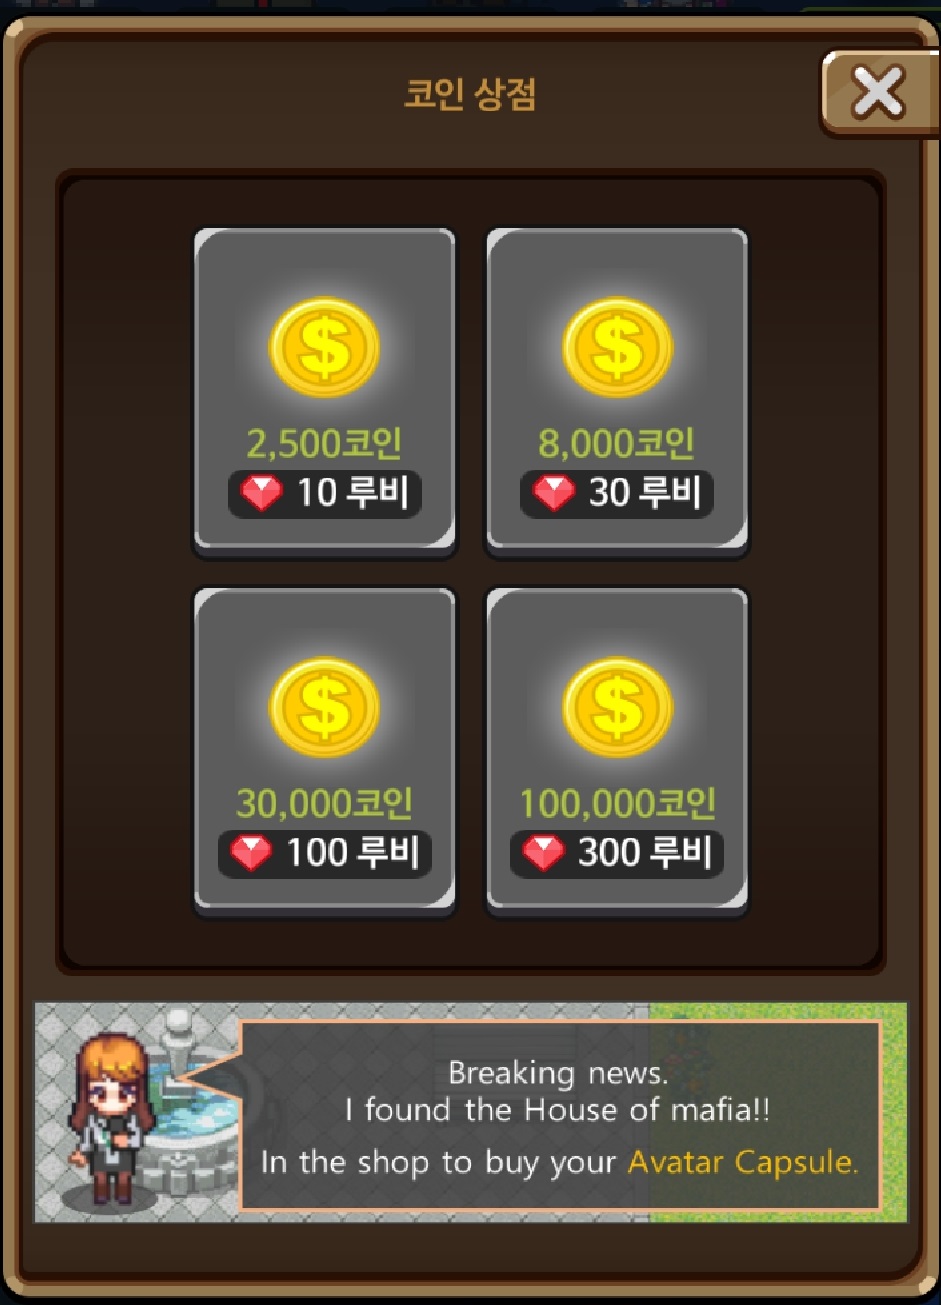 코인 상점
2,500코인
10 루비
8,000코인
30 루비
30,000코인
100 루비
100,000코인
300 루비
Breaking news.
I found the House of mafia!!
In the shop to buy your Avatar Capsule.